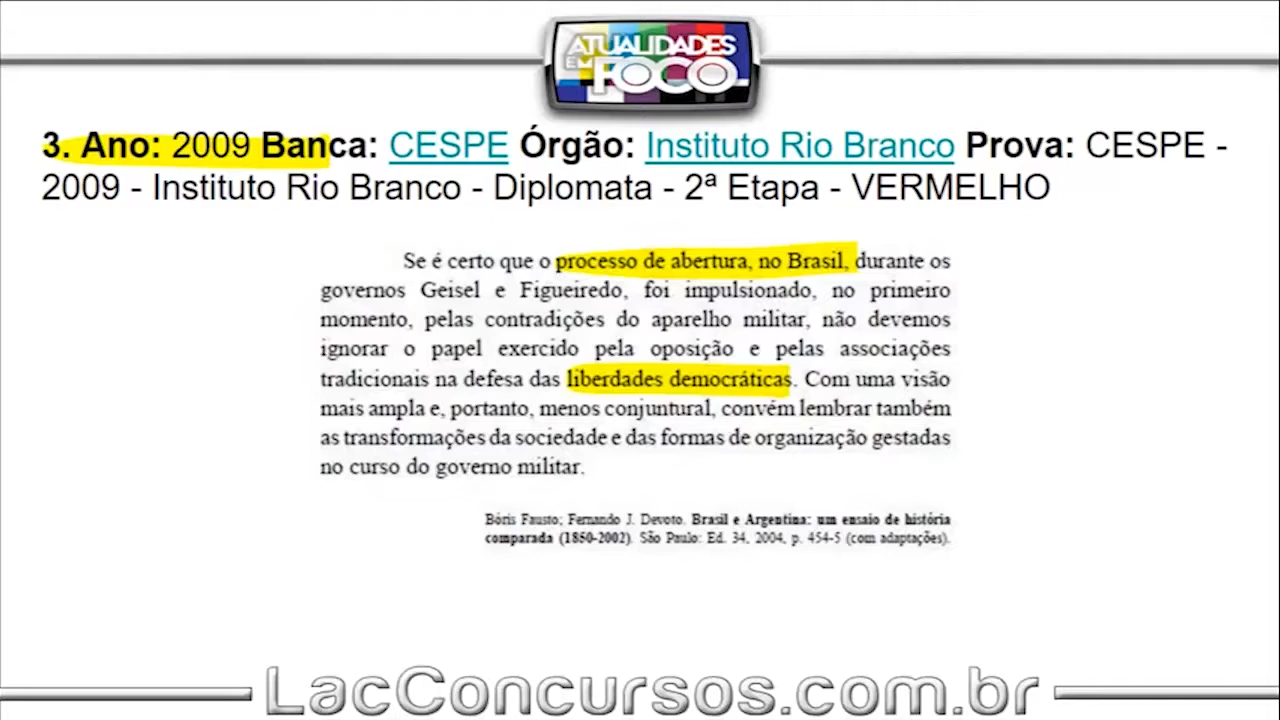 ATUALIDADES
EM FOCO
3. Ano: 2009 Banca: CESPE Órgão: Instituto Rio Branco Prova: CESPE -
2009 - Instituto Rio Branco - Diplomata - 2ª Etapa - VERMELHO
Se é certo que o processo de abertura, no Brasil, durante os
governos Geisel e Figueiredo, foi impulsionado, no primeiro
momento, pelas contradições do aparelho militar, não devemos
ignorar o papel exercido pela oposição e pelas associações
tradicionais na defesa das liberdades democráticas. Com uma visão
mais ampla e, portanto, menos conjuntural, convém lembrar também
as transformações da sociedade e das formas de organização gestadas
no curso do governo militar.
Bóris Fausto; Fernando J. Devoto. Brasil e Argentina: um ensaio de história
comparada (1850-2002). São Paulo: Ed. 34, 2004, p. 454-5 (com adaptações).
LacConcursos.com.br